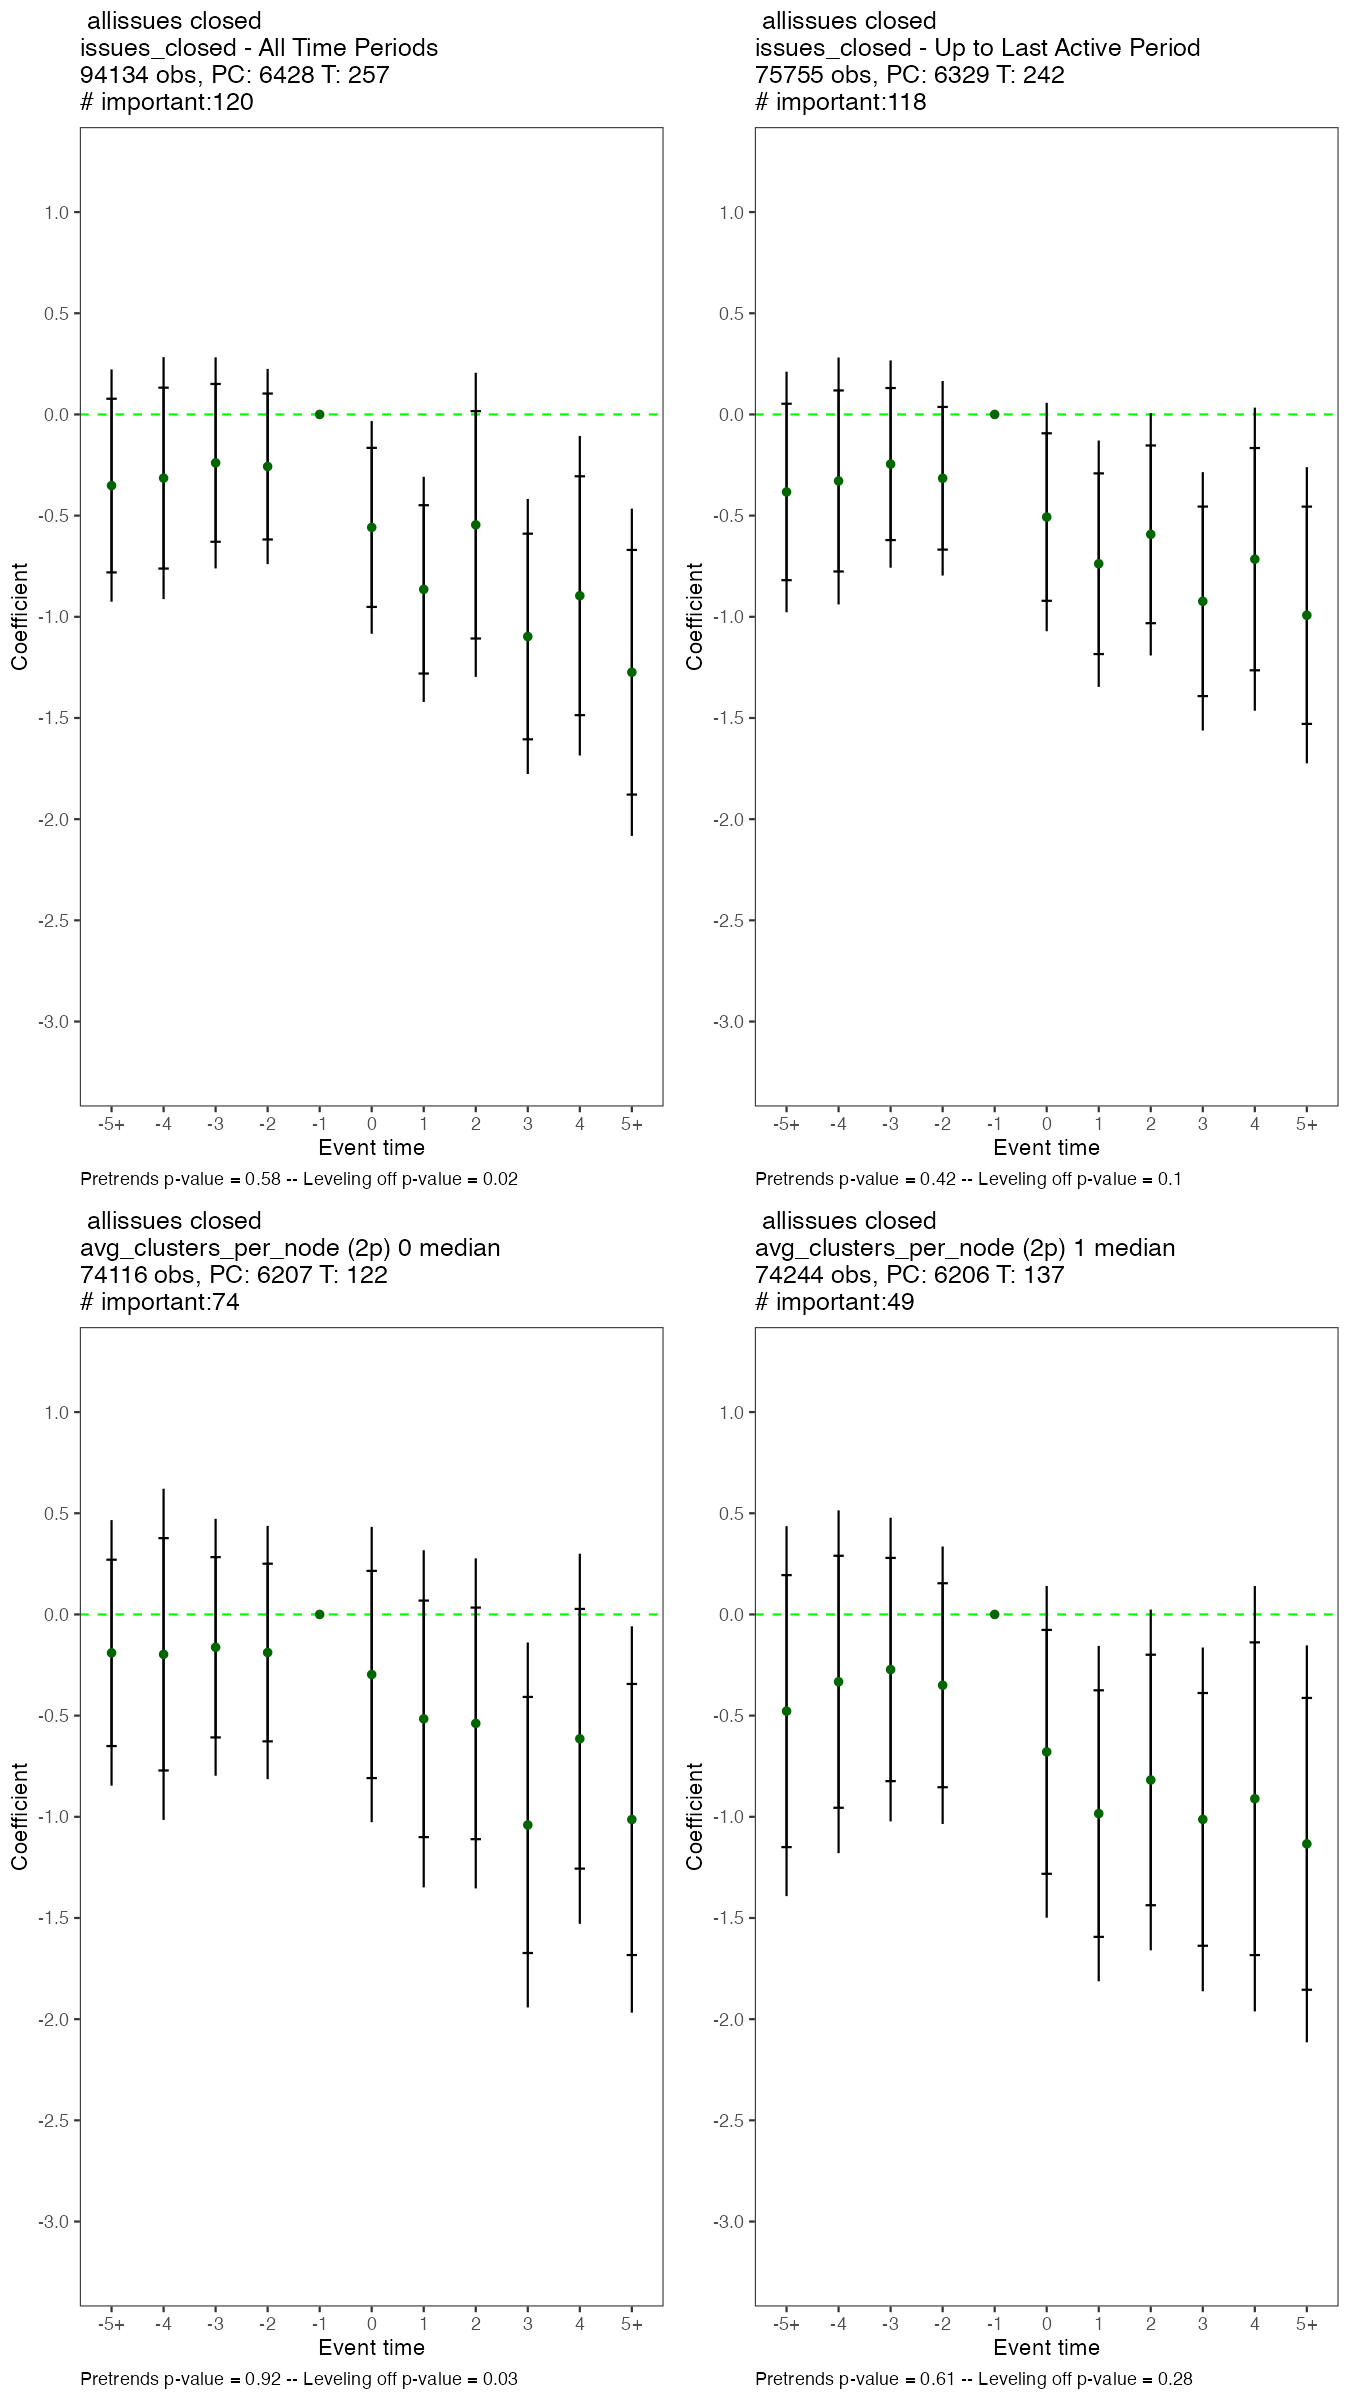 allissues closed
issues_closed - All Time Periods
94134 obs, PC: 6428 T: 257
# important:120
1.0
0.5
0.0
-0.5
-1.0
-1.5
-2.0
-2.5
-3.0
Coefficient
-5+ -4 -3 -2 -1 0 1 2 3 4 5+
Event time
Pretrends p-value = 0.58 -- Leveling off p-value = 0.02
allissues closed
issues_closed - Up to Last Active Period
75755 obs, PC: 6329 T: 242
# important:118
1.0
0.5
0.0
-0.5
-1.0
-1.5
-2.0
-2.5
-3.0
Coefficient
-5+ -4 -3 -2 -1 0 1 2 3 4 5+
Event time
Pretrends p-value = 0.42 -- Leveling off p-value = 0.1
allissues closed
avg_clusters_per_node (2p) 0 median
74116 obs, PC: 6207 T: 122
# important:74
1.0
0.5
0.0
-0.5
-1.0
-1.5
-2.0
-2.5
-3.0
Coefficient
-5+ -4 -3 -2 -1 0 1 2 3 4 5+
Event time
Pretrends p-value = 0.92 -- Leveling off p-value = 0.03
allissues closed
avg_clusters_per_node (2p) 1 median
74244 obs, PC: 6206 T: 137
# important:49
1.0
0.5
0.0
-0.5
-1.0
-1.5
-2.0
-2.5
-3.0
Coefficient
-5+ -4 -3 -2 -1 0 1 2 3 4 5+
Event time
Pretrends p-value = 0.61 -- Leveling off p-value = 0.28